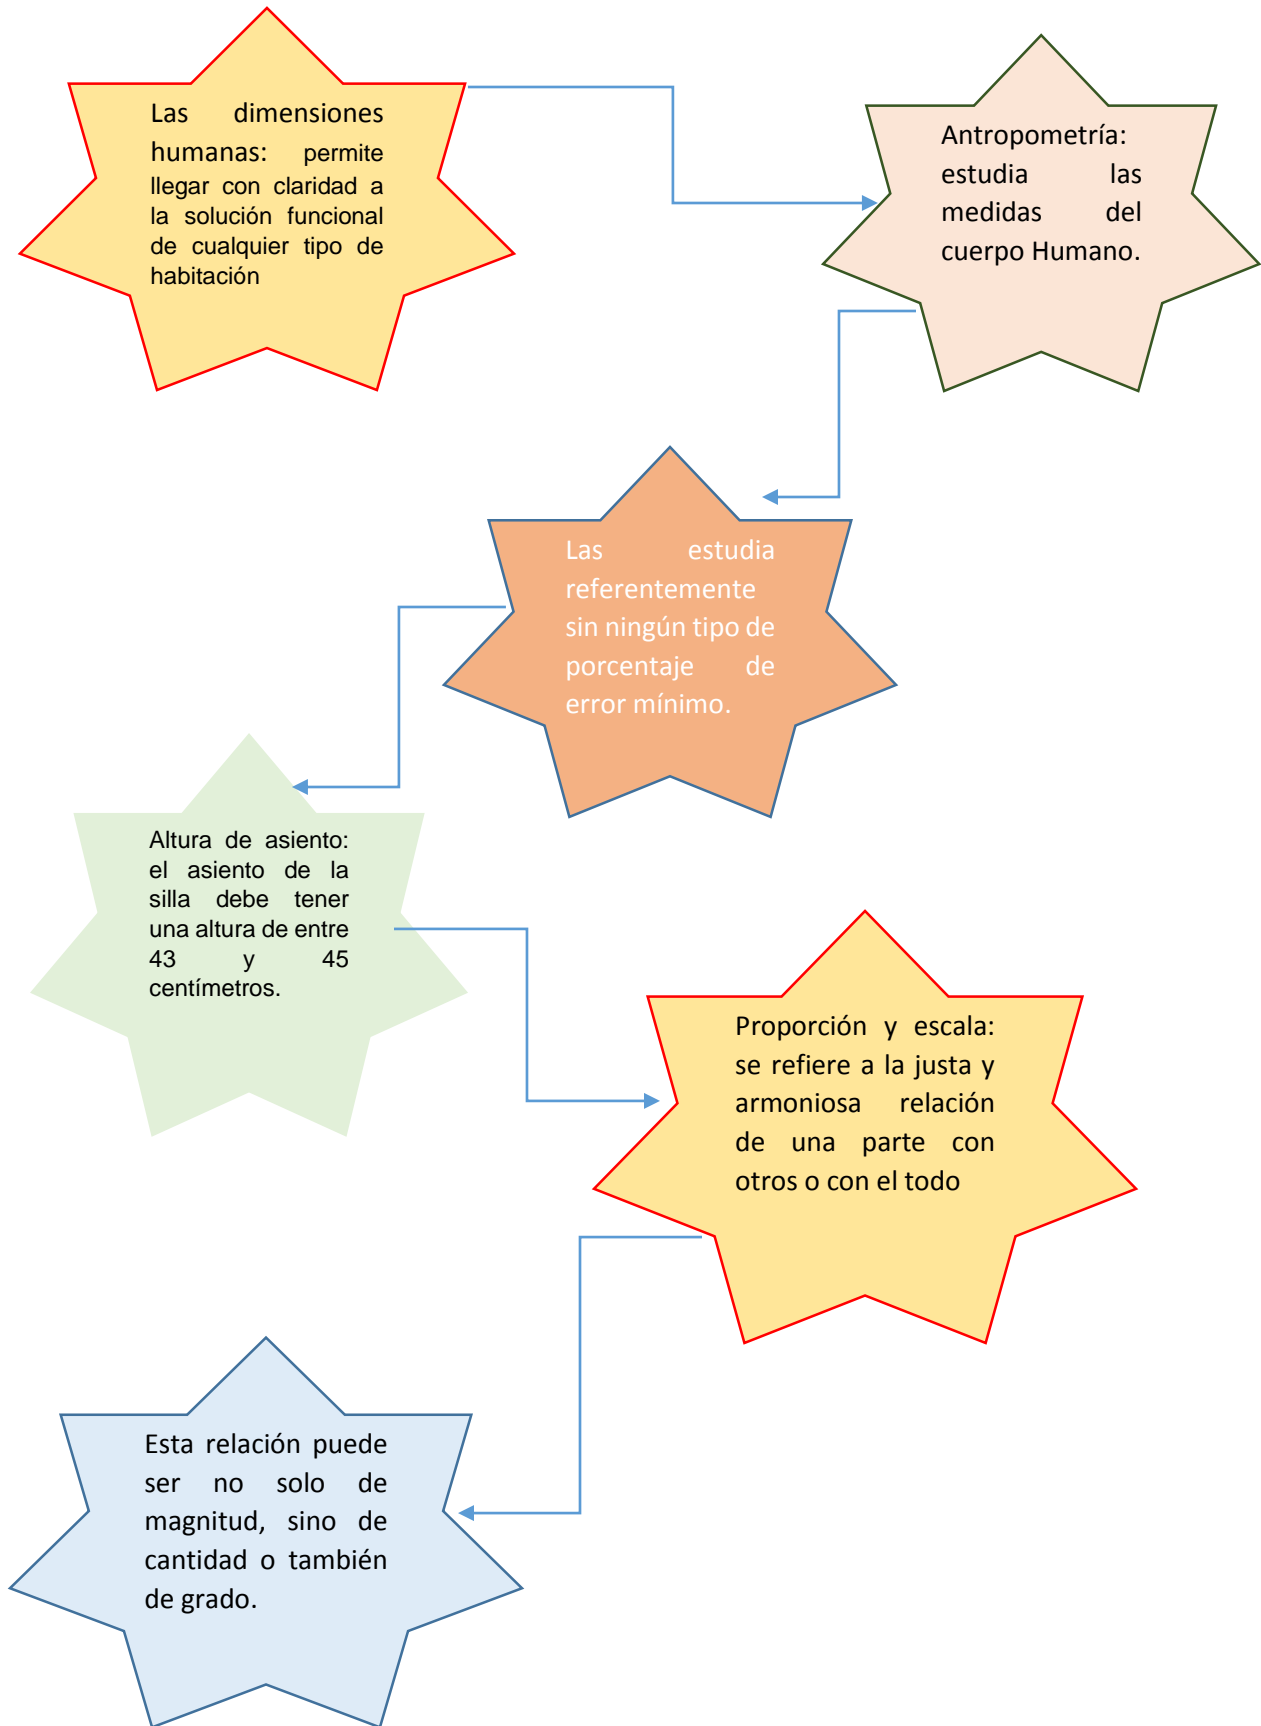 Las dimensiones
humanas: permite
llegar con claridad a
la solución funcional
de cualquier tipo de
habitación
Antropometría:
estudia las
medidas del
cuerpo Humano.
Las estudia
referentemente
sin ningún tipo de
porcentaje de
error mínimo.
Altura de asiento:
el asiento de la
silla debe tener
una altura de entre
43 y 45
centímetros.
Proporción y escala:
se refiere a la justa y
armoniosa relación
de una parte con
otros o con el todo
Esta relación puede
ser no solo de
magnitud, sino de
cantidad o también
de grado.